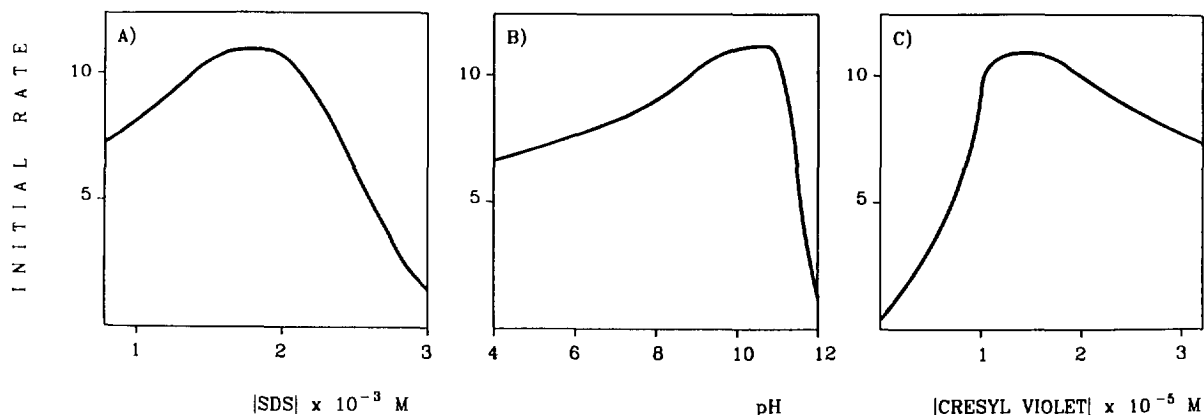 INITIAL RATE
A)
10
5
1 2 3
|SDS| x 10⁻³ M
B)
10
5
4 6 8 10 12
pH
C)
10
5
1 2 3
|CRESYL VIOLET| x 10⁻⁵ M